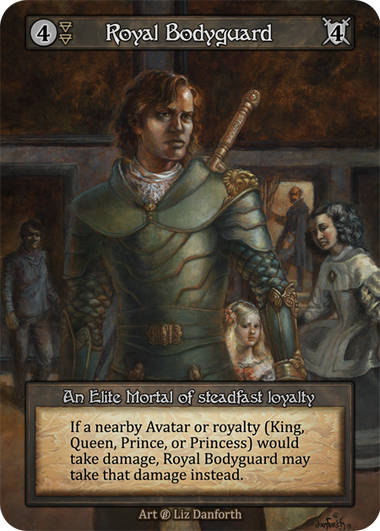 4 Royal Bodyguard 4
An Elite Mortal of steadfast loyalty
If a nearby Avatar or royalty (King,
Queen, Prince, or Princess) would
take damage, Royal Bodyguard may
take that damage instead.
Art ® Liz Danforth